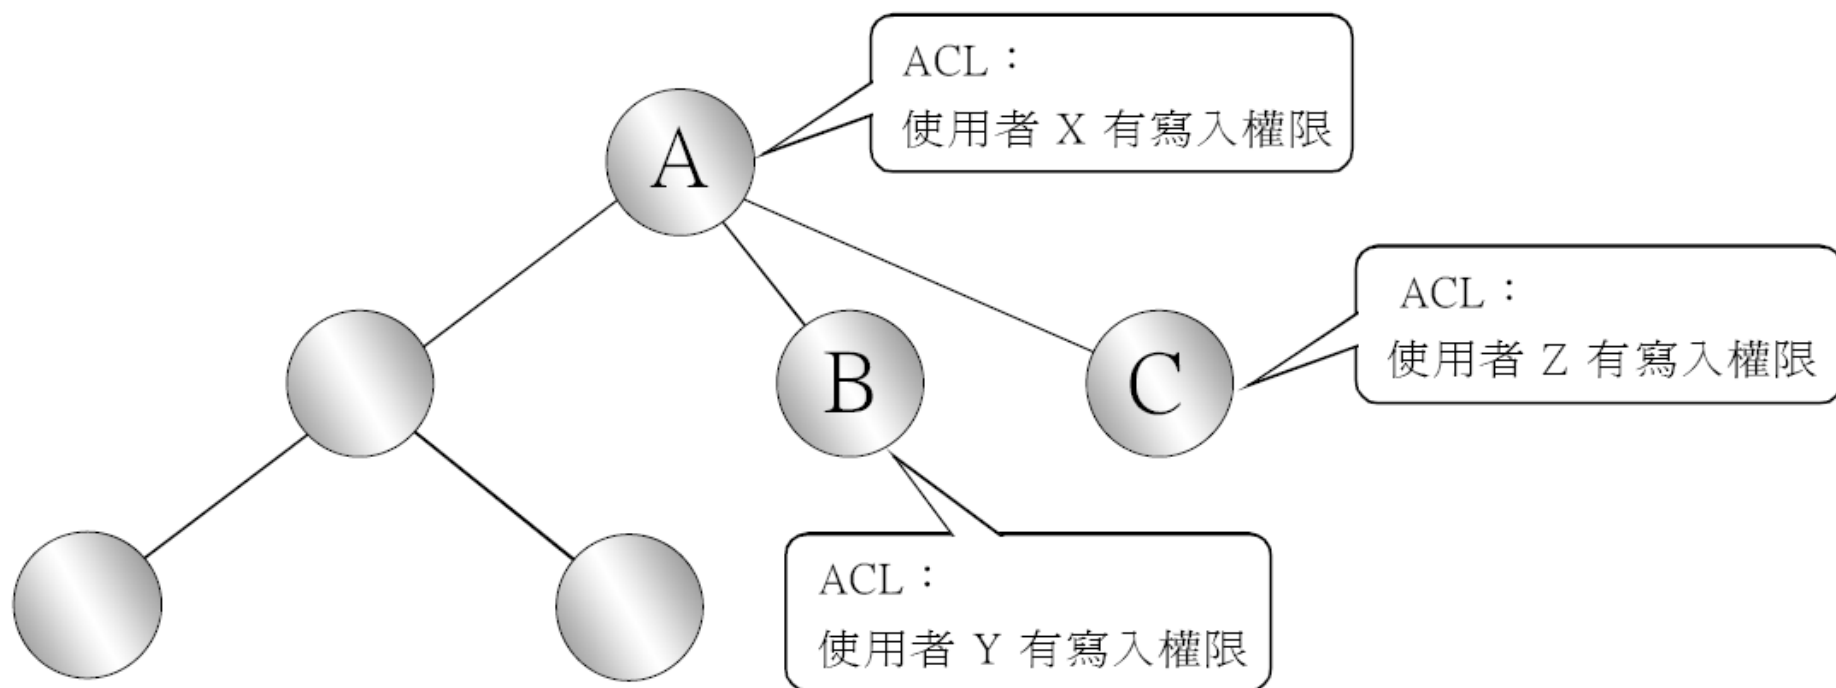 ACL：
使用者 X 有寫入權限
A
ACL：
使用者 Z 有寫入權限
B
C
ACL：
使用者 Y 有寫入權限